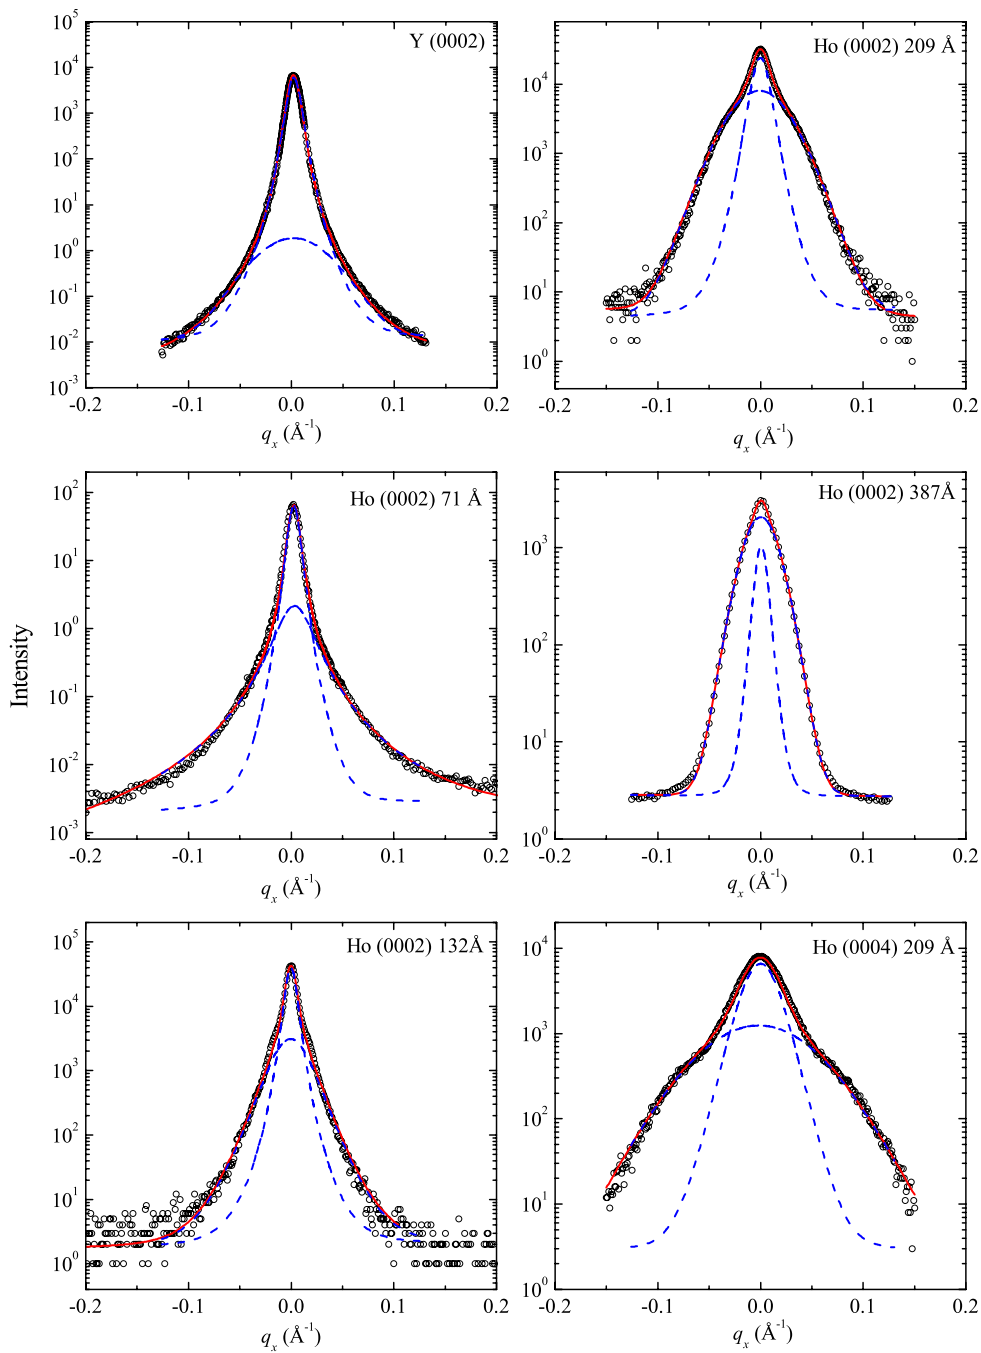 Y (0002)
10^5
10^4
10^3
10^2
10^1
10^0
10^-1
10^-2
10^-3
-0.2 -0.1 0.0 0.1 0.2
q_x (Å^-1)
Ho (0002) 209 Å
10^4
10^3
10^2
10^1
10^0
-0.2 -0.1 0.0 0.1 0.2
q_x (Å^-1)
Intensity
Ho (0002) 71 Å
10^2
10^1
10^0
10^-1
10^-2
10^-3
-0.2 -0.1 0.0 0.1 0.2
q_x (Å^-1)
Ho (0002) 387Å
10^3
10^2
10^1
10^0
-0.2 -0.1 0.0 0.1 0.2
q_x (Å^-1)
Ho (0002) 132Å
10^5
10^4
10^3
10^2
10^1
10^0
-0.2 -0.1 0.0 0.1 0.2
q_x (Å^-1)
Ho (0004) 209 Å
10^4
10^3
10^2
10^1
10^0
-0.2 -0.1 0.0 0.1 0.2
q_x (Å^-1)